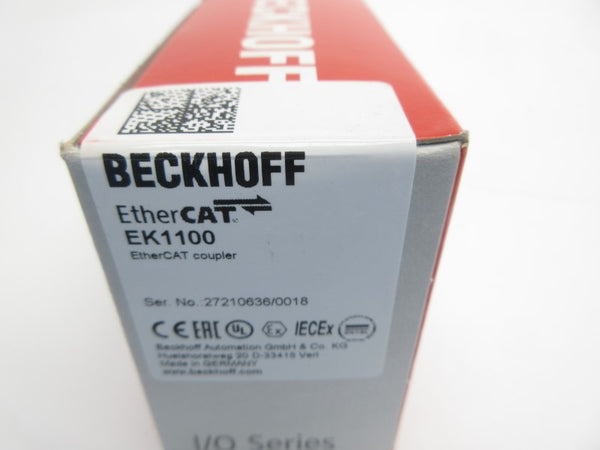 BECKHOFF
BECKHOFF
EtherCAT
EK1100
EtherCAT coupler
Ser. No.:27210636/0018
CE EAC UL Ex IECEx
Beckhoff Automation GmbH & Co. KG
Huelshorstweg 20 D-33415 Verl
Made in GERMANY
www.beckhoff.com
I/O Series